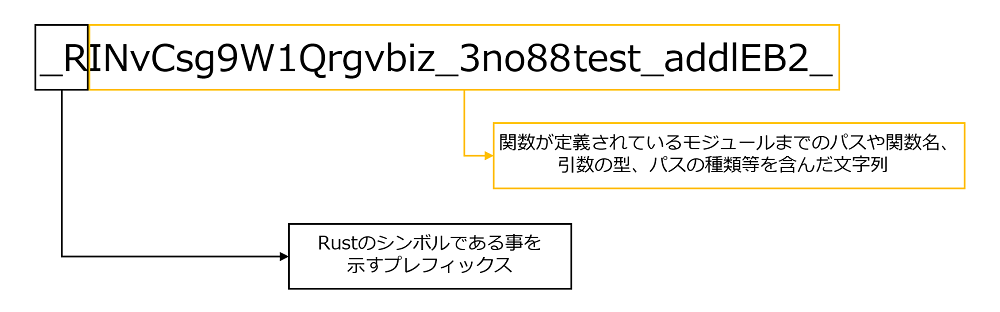 _RINvCsg9W1Qrgvbiz_3no88test_addlEB2_
関数が定義されているモジュールまでのパスや関数名、
引数の型、パスの種類等を含んだ文字列
Rustのシンボルである事を
示すプレフィックス